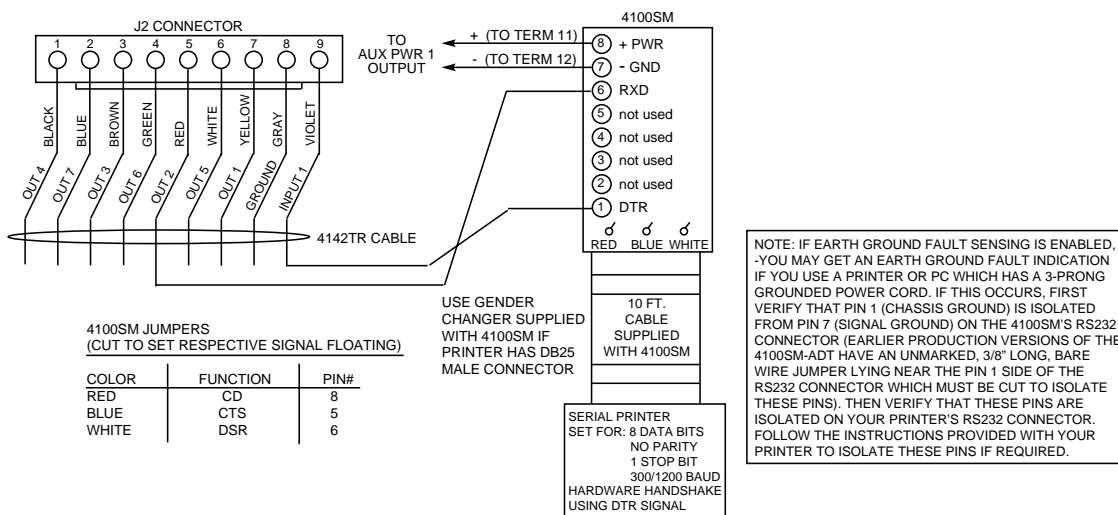 J2 CONNECTOR
1 2 3 4 5 6 7 8 9
BLACK
BLUE
BROWN
GREEN
RED
WHITE
YELLOW
GRAY
VIOLET
OUT 4
OUT 7
OUT 3
OUT 6
OUT 2
OUT 5
OUT 1
GROUND
INPUT 1
4142TR CABLE
TO
AUX PWR 1
OUTPUT
+ (TO TERM 11)
- (TO TERM 12)
4100SM
8 + PWR
7 - GND
6 RXD
5 not used
4 not used
3 not used
2 not used
1 DTR
RED BLUE WHITE
USE GENDER
CHANGER SUPPLIED
WITH 4100SM IF
PRINTER HAS DB25
MALE CONNECTOR
10 FT.
CABLE
SUPPLIED
WITH 4100SM
SERIAL PRINTER
SET FOR: 8 DATA BITS
NO PARITY
1 STOP BIT
300/1200 BAUD
HARDWARE HANDSHAKE
USING DTR SIGNAL
4100SM JUMPERS
(CUT TO SET RESPECTIVE SIGNAL FLOATING)
COLOR FUNCTION PIN#
RED CD 8
BLUE CTS 5
WHITE DSR 6
NOTE: IF EARTH GROUND FAULT SENSING IS ENABLED,
-YOU MAY GET AN EARTH GROUND FAULT INDICATION
IF YOU USE A PRINTER OR PC WHICH HAS A 3-PRONG
GROUNDED POWER CORD. IF THIS OCCURS, FIRST
VERIFY THAT PIN 1 (CHASSIS GROUND) IS ISOLATED
FROM PIN 7 (SIGNAL GROUND) ON THE 4100SM'S RS232
CONNECTOR (EARLIER PRODUCTION VERSIONS OF THE
4100SM-ADT HAVE AN UNMARKED, 3/8" LONG, BARE
WIRE JUMPER LYING NEAR THE PIN 1 SIDE OF THE
RS232 CONNECTOR WHICH MUST BE CUT TO ISOLATE
THESE PINS). THEN VERIFY THAT THESE PINS ARE
ISOLATED ON YOUR PRINTER'S RS232 CONNECTOR.
FOLLOW THE INSTRUCTIONS PROVIDED WITH YOUR
PRINTER TO ISOLATE THESE PINS IF REQUIRED.